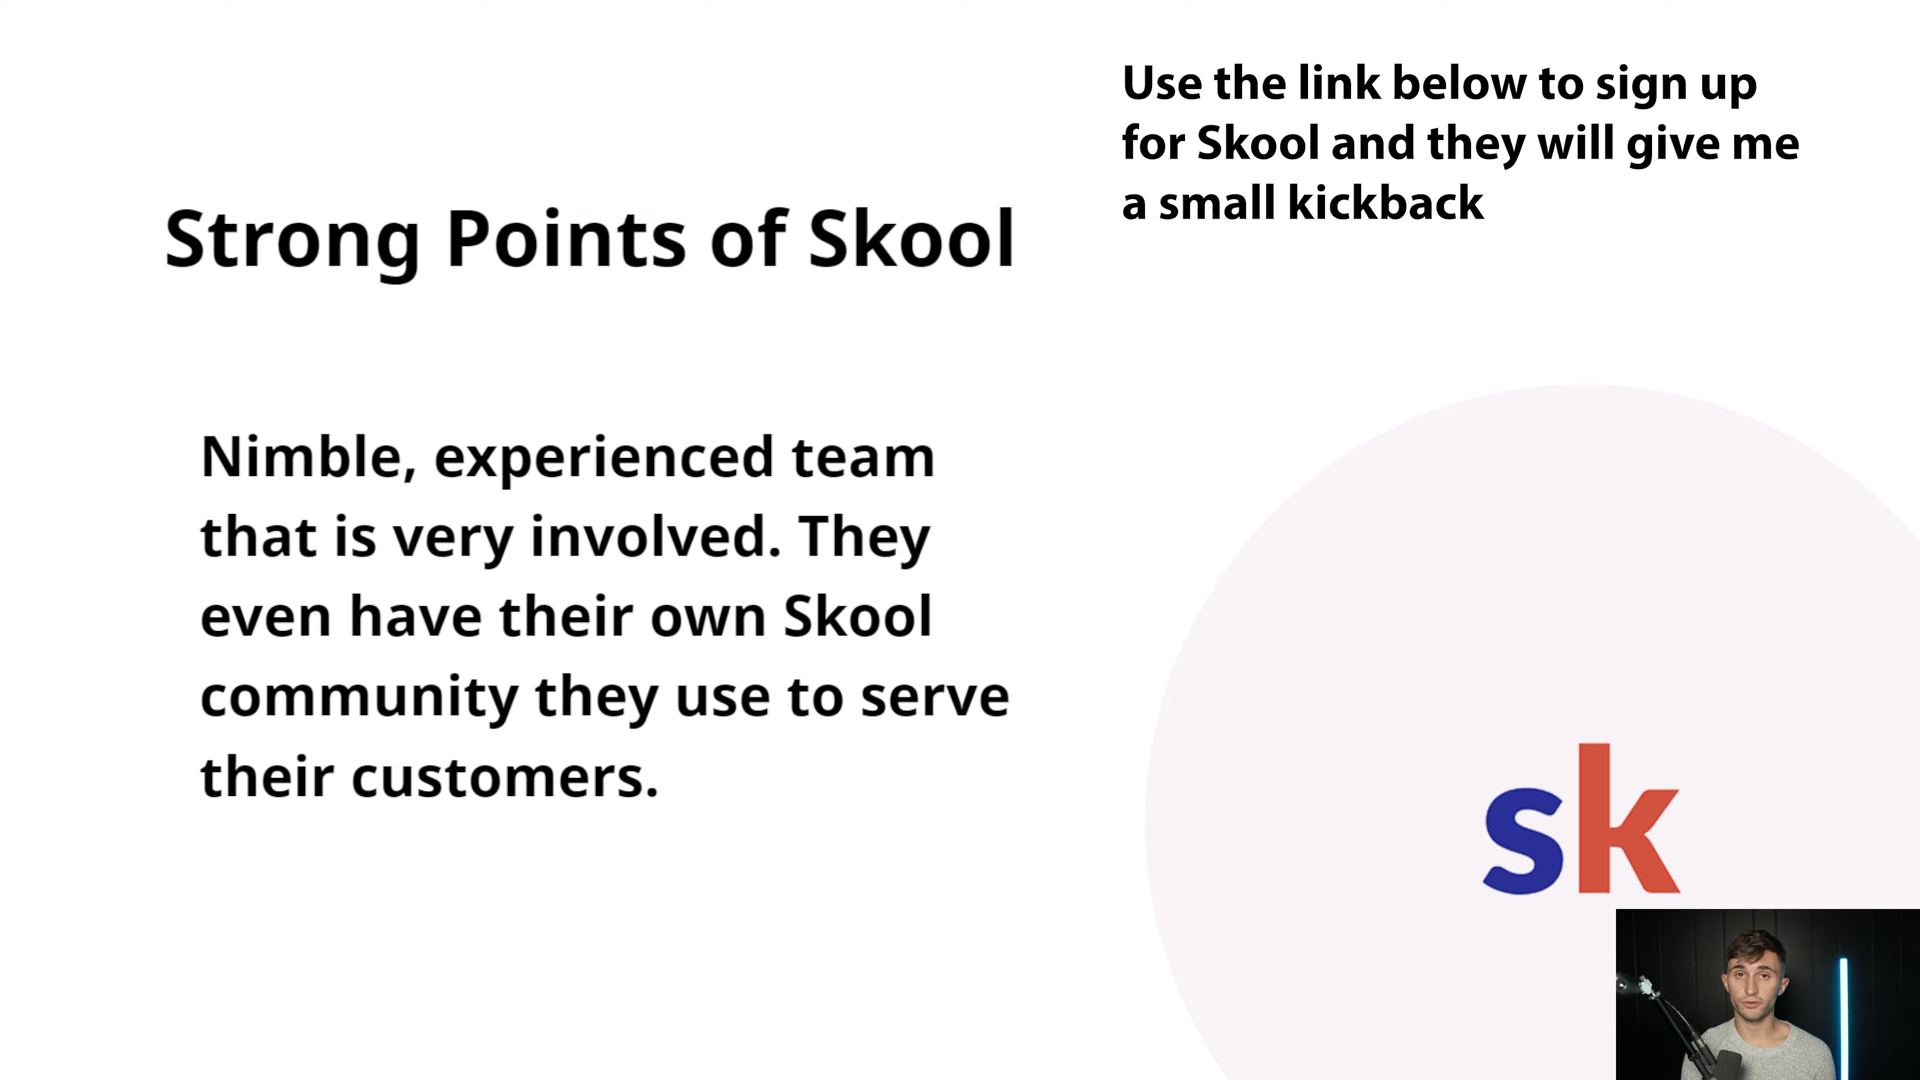 Use the link below to sign up
for Skool and they will give me
a small kickback
Strong Points of Skool
Nimble, experienced team
that is very involved. They
even have their own Skool
community they use to serve
their customers.
sk